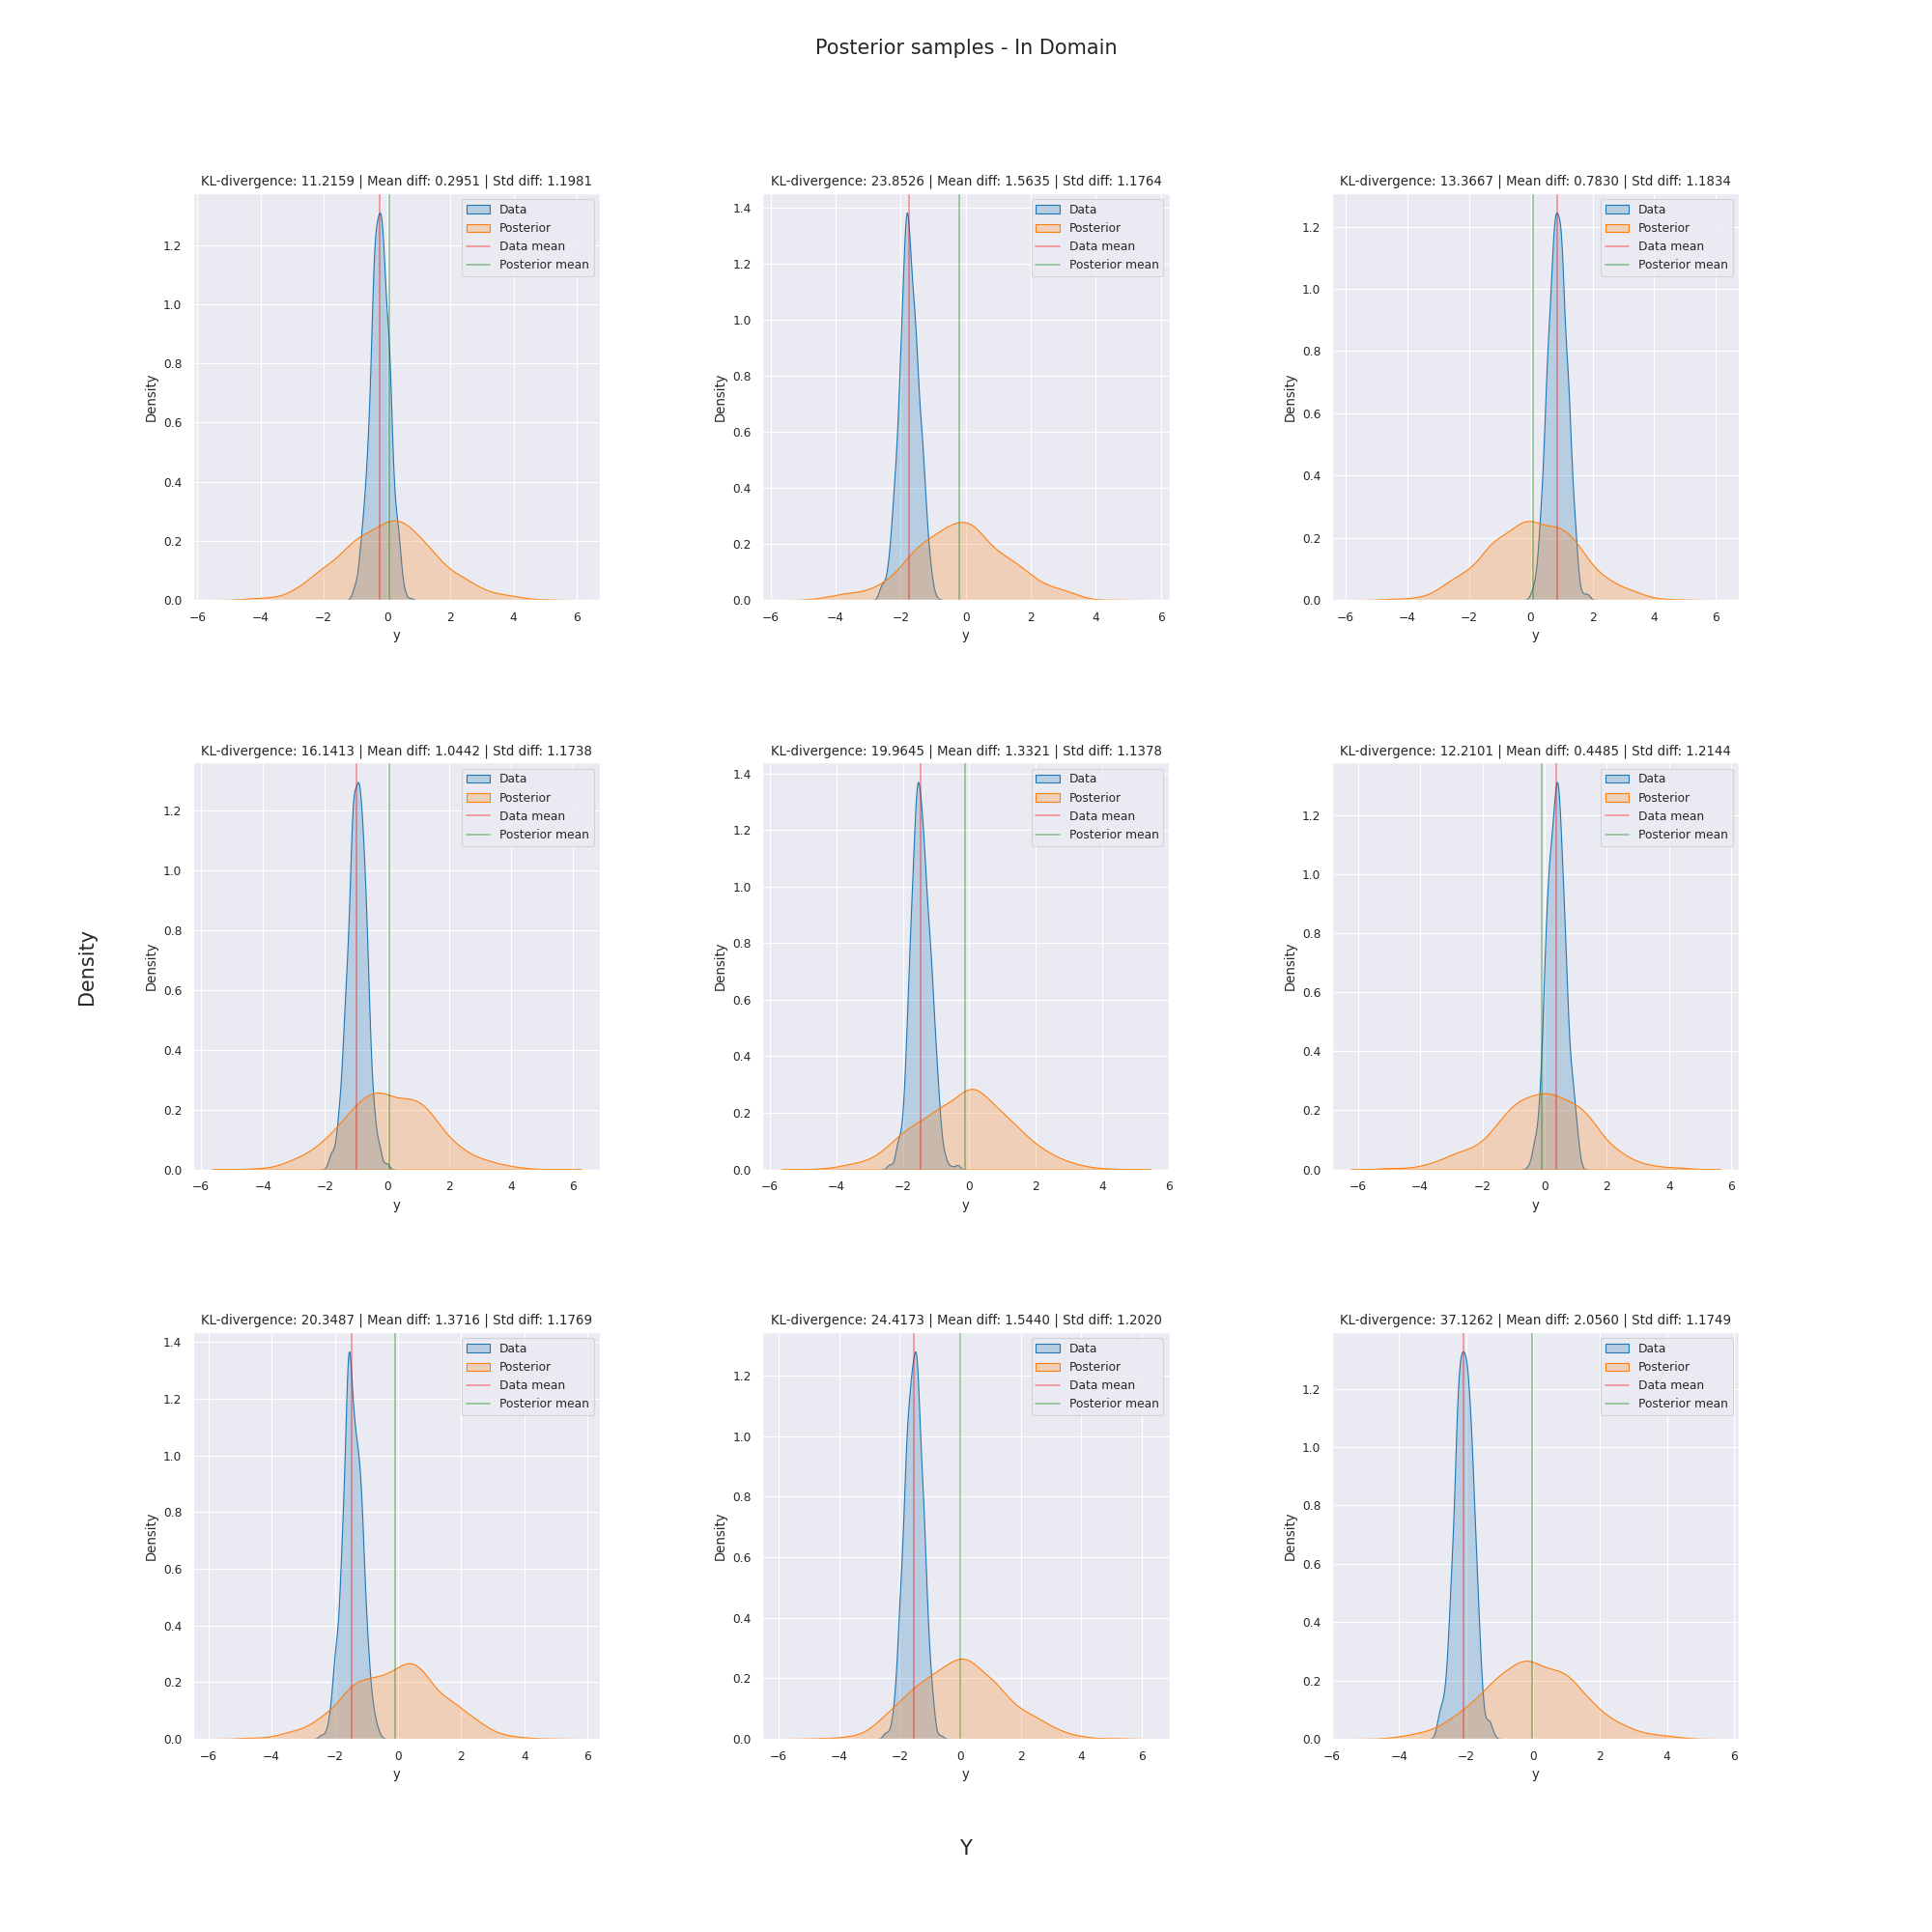 Posterior samples - In Domain
KL-divergence: 11.2159 | Mean diff: 0.2951 | Std diff: 1.1981
Data
Posterior
Data mean
Posterior mean
Density
1.2
1.0
0.8
0.6
0.4
0.2
0.0
−6 −4 −2 0 2 4 6
y
KL-divergence: 23.8526 | Mean diff: 1.5635 | Std diff: 1.1764
Data
Posterior
Data mean
Posterior mean
Density
1.4
1.2
1.0
0.8
0.6
0.4
0.2
0.0
−6 −4 −2 0 2 4 6
y
KL-divergence: 13.3667 | Mean diff: 0.7830 | Std diff: 1.1834
Data
Posterior
Data mean
Posterior mean
Density
1.2
1.0
0.8
0.6
0.4
0.2
0.0
−6 −4 −2 0 2 4 6
y
KL-divergence: 16.1413 | Mean diff: 1.0442 | Std diff: 1.1738
Data
Posterior
Data mean
Posterior mean
Density
1.2
1.0
0.8
0.6
0.4
0.2
0.0
−6 −4 −2 0 2 4 6
y
KL-divergence: 19.9645 | Mean diff: 1.3321 | Std diff: 1.1378
Data
Posterior
Data mean
Posterior mean
Density
1.4
1.2
1.0
0.8
0.6
0.4
0.2
0.0
−6 −4 −2 0 2 4 6
y
KL-divergence: 12.2101 | Mean diff: 0.4485 | Std diff: 1.2144
Data
Posterior
Data mean
Posterior mean
Density
1.2
1.0
0.8
0.6
0.4
0.2
0.0
−6 −4 −2 0 2 4 6
y
Density
KL-divergence: 20.3487 | Mean diff: 1.3716 | Std diff: 1.1769
Data
Posterior
Data mean
Posterior mean
Density
1.4
1.2
1.0
0.8
0.6
0.4
0.2
0.0
−6 −4 −2 0 2 4 6
y
KL-divergence: 24.4173 | Mean diff: 1.5440 | Std diff: 1.2020
Data
Posterior
Data mean
Posterior mean
Density
1.2
1.0
0.8
0.6
0.4
0.2
0.0
−6 −4 −2 0 2 4 6
y
KL-divergence: 37.1262 | Mean diff: 2.0560 | Std diff: 1.1749
Data
Posterior
Data mean
Posterior mean
Density
1.2
1.0
0.8
0.6
0.4
0.2
0.0
−6 −4 −2 0 2 4 6
y
Y